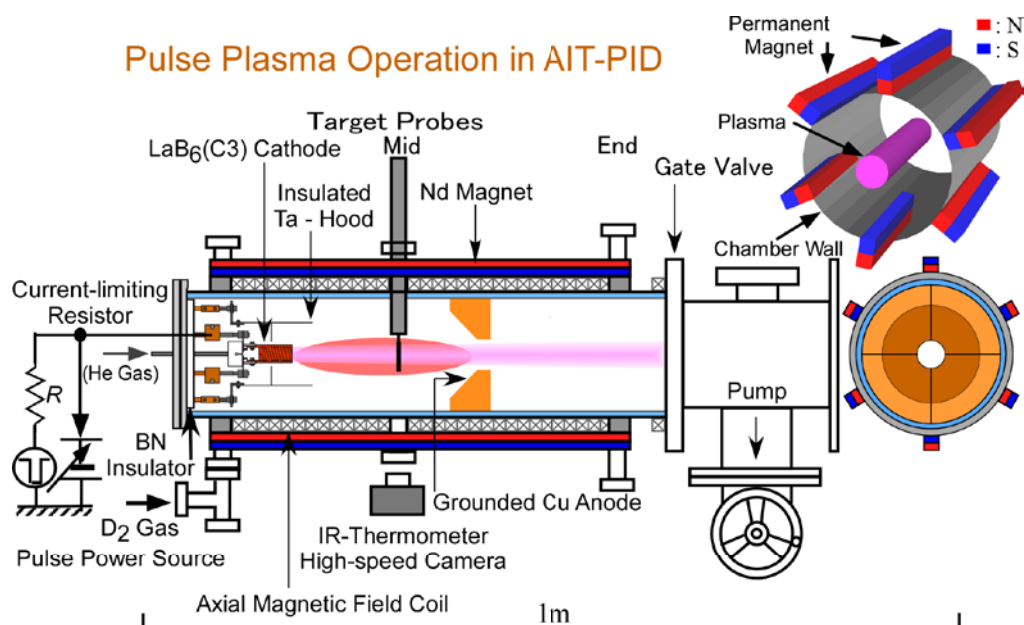 Pulse Plasma Operation in AIT-PID
Permanent
Magnet
: N
: S
Plasma
Chamber Wall
Target Probes
Mid
End
LaB6(C3) Cathode
Insulated
Ta - Hood
Nd Magnet
Gate Valve
Current-limiting
Resistor
(He Gas)
R
BN
Insulator
D2 Gas
Pulse Power Source
Pump
Grounded Cu Anode
IR-Thermometer
High-speed Camera
Axial Magnetic Field Coil
1m